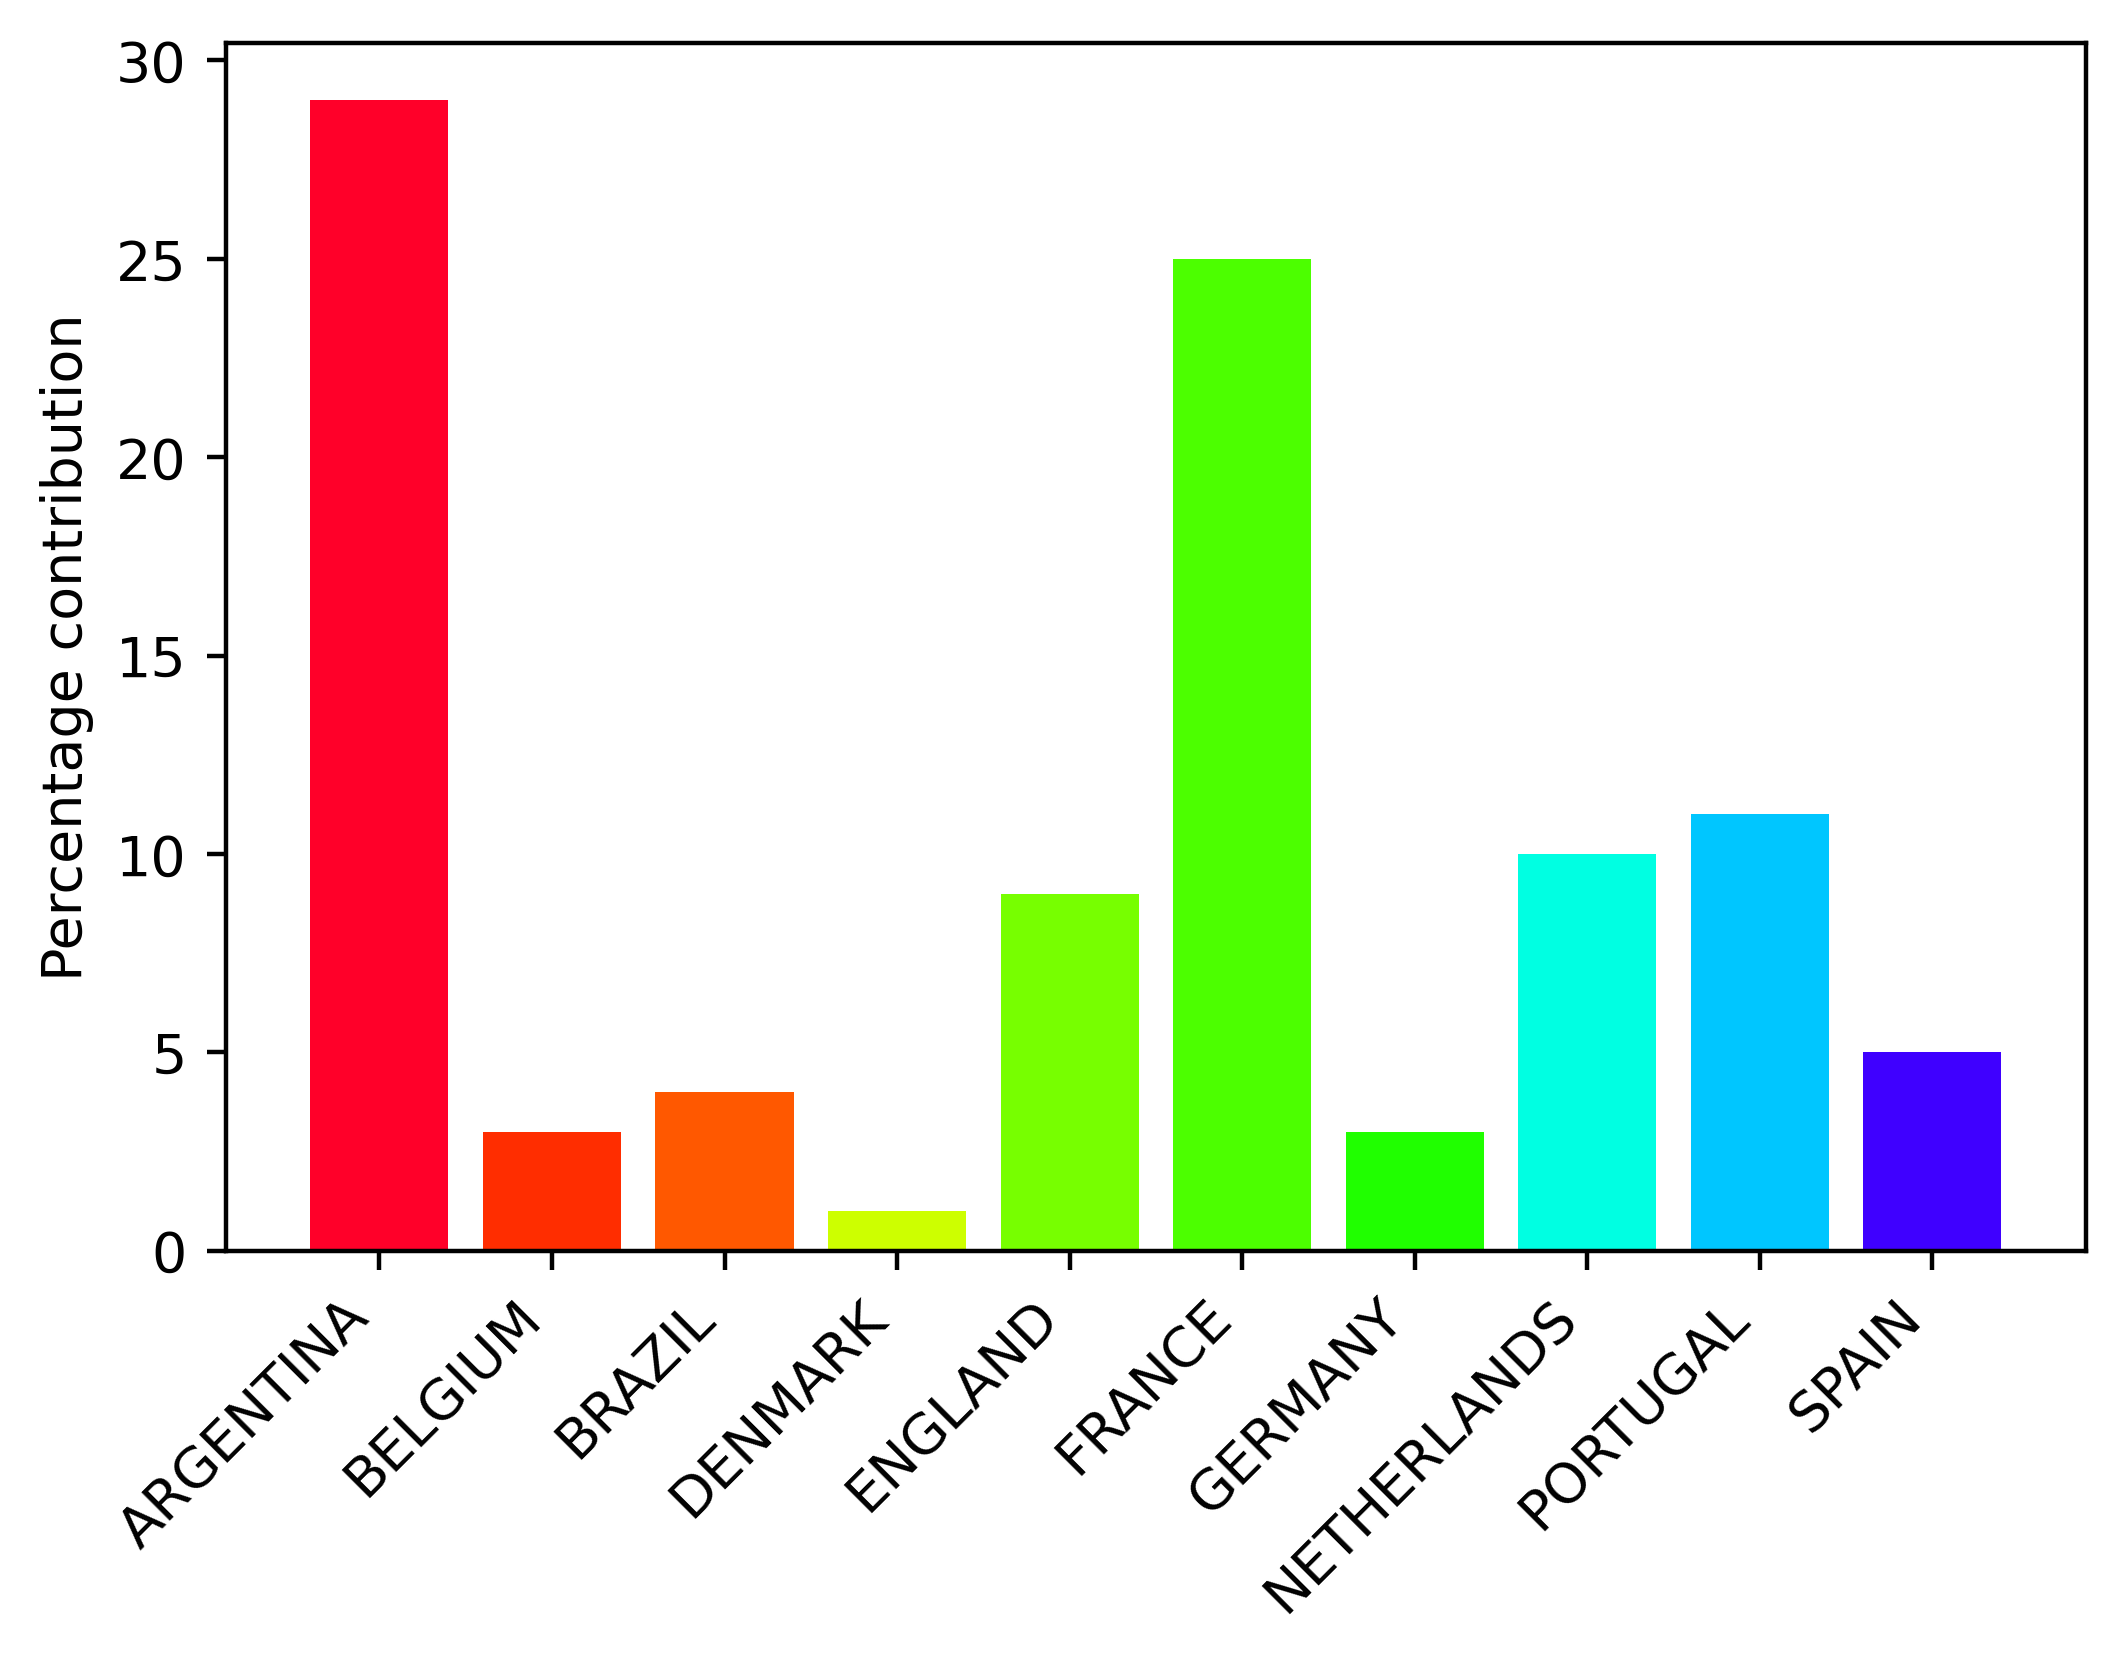 Percentage contribution
30
25
20
15
10
5
0
ARGENTINA
BELGIUM
BRAZIL
DENMARK
ENGLAND
FRANCE
GERMANY
NETHERLANDS
PORTUGAL
SPAIN